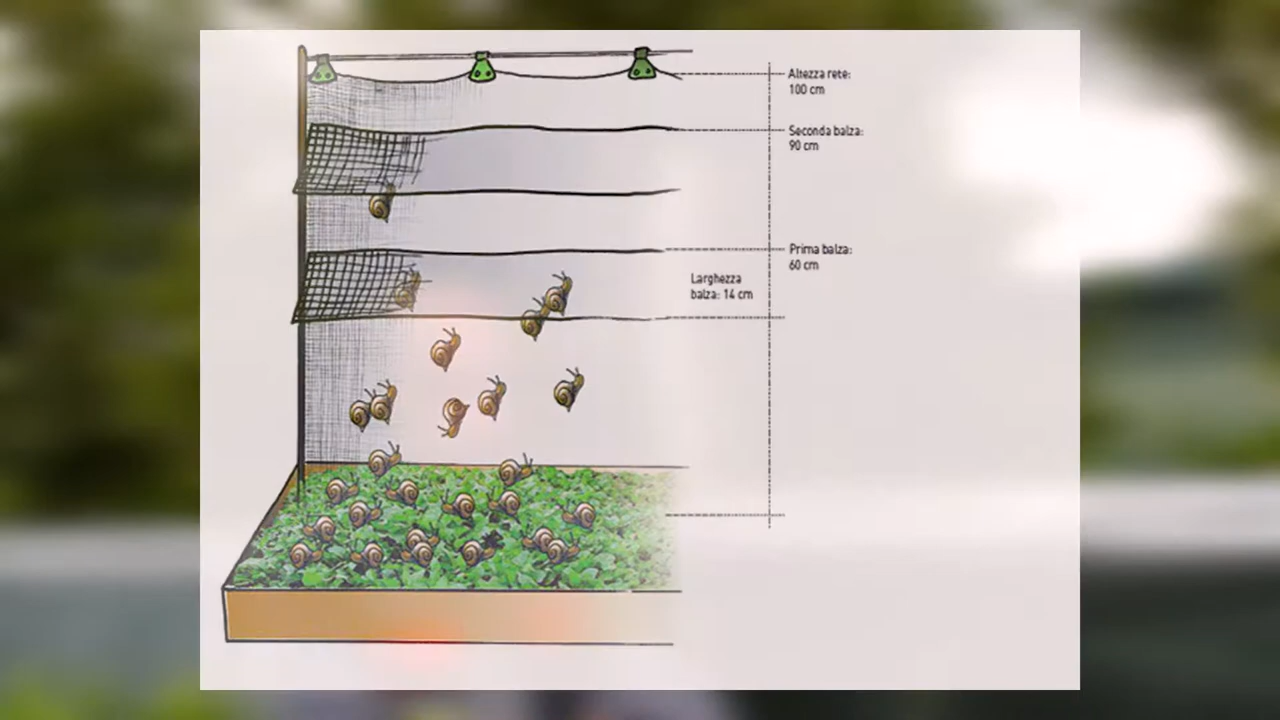 Altezza rete:
100 cm
Seconda balza:
90 cm
Prima balza:
60 cm
Larghezza
balza: 14 cm